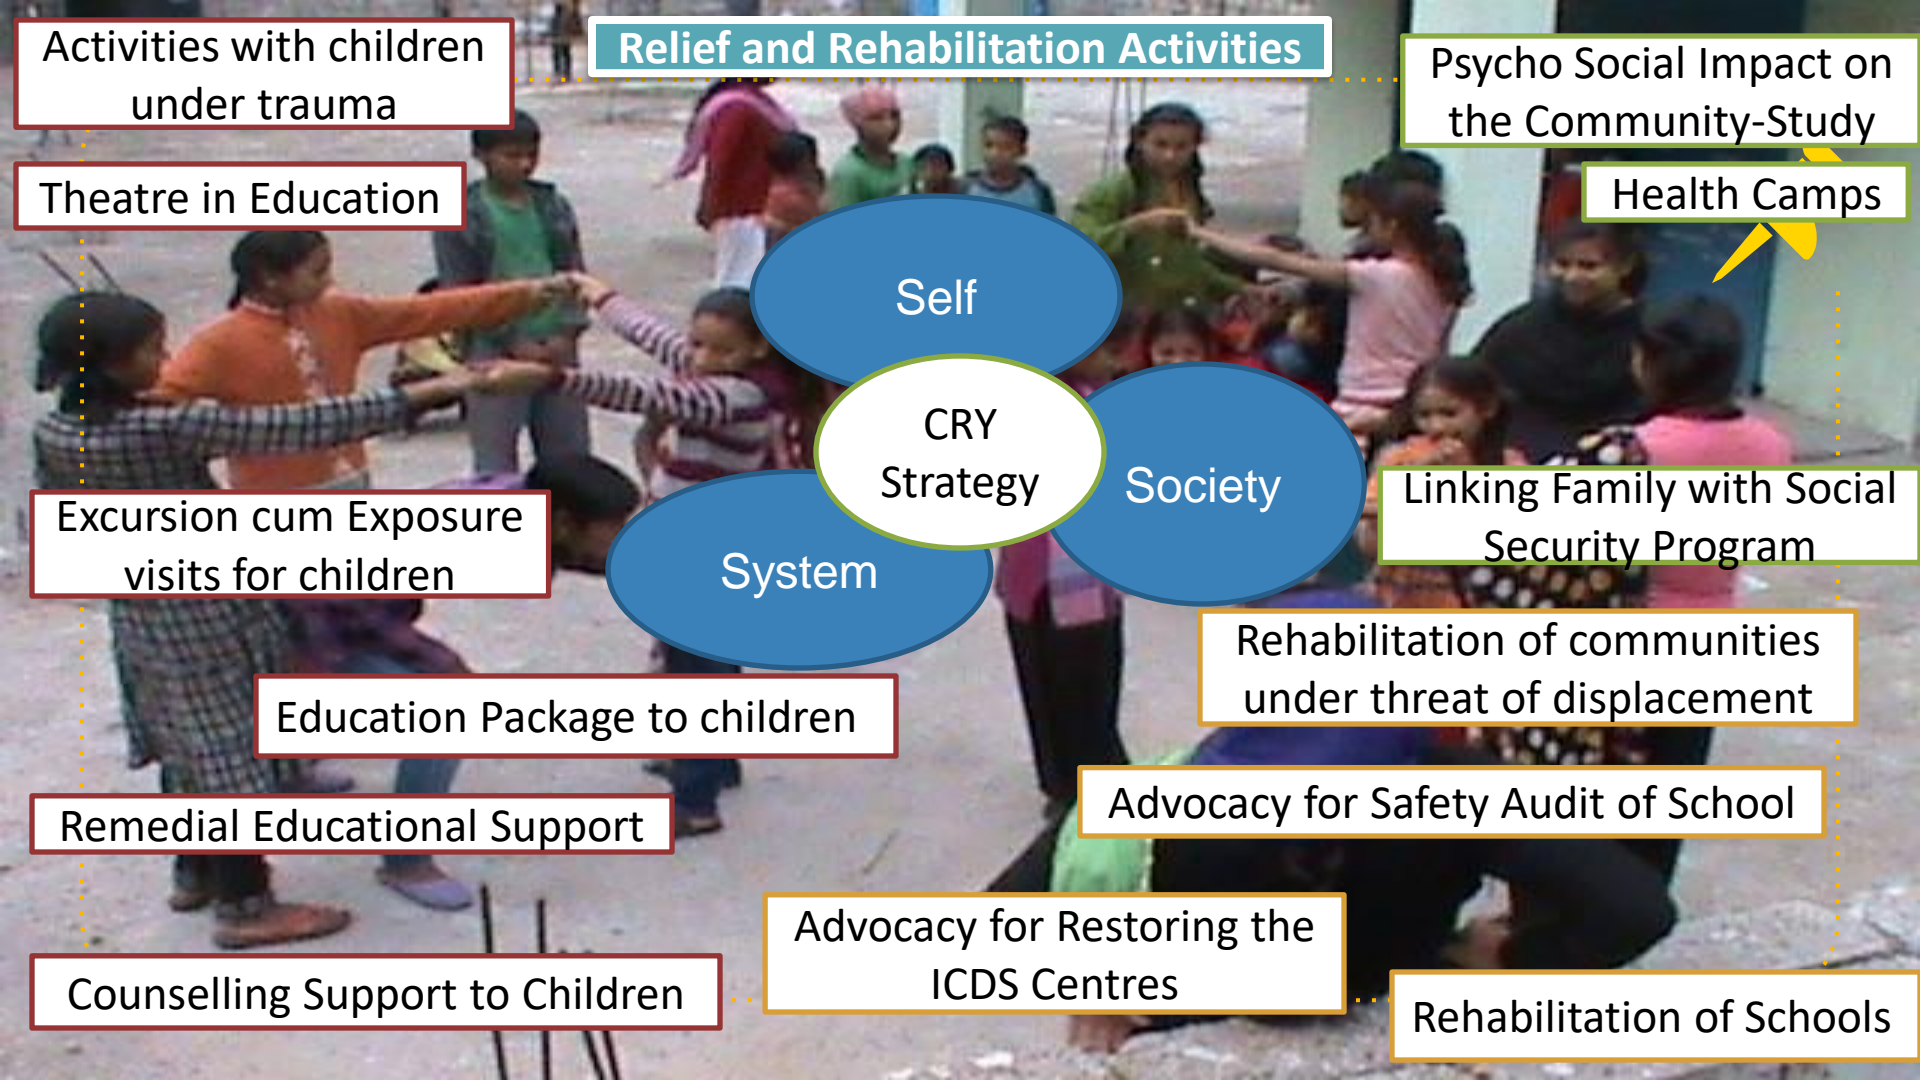 Relief and Rehabilitation Activities
Activities with children
under trauma
Theatre in Education
Excursion cum Exposure
visits for children
Education Package to children
Remedial Educational Support
Counselling Support to Children
Self
CRY
Strategy
Society
System
Psycho Social Impact on
the Community-Study
Health Camps
Linking Family with Social
Security Program
Rehabilitation of communities
under threat of displacement
Advocacy for Safety Audit of School
Advocacy for Restoring the
ICDS Centres
Rehabilitation of Schools